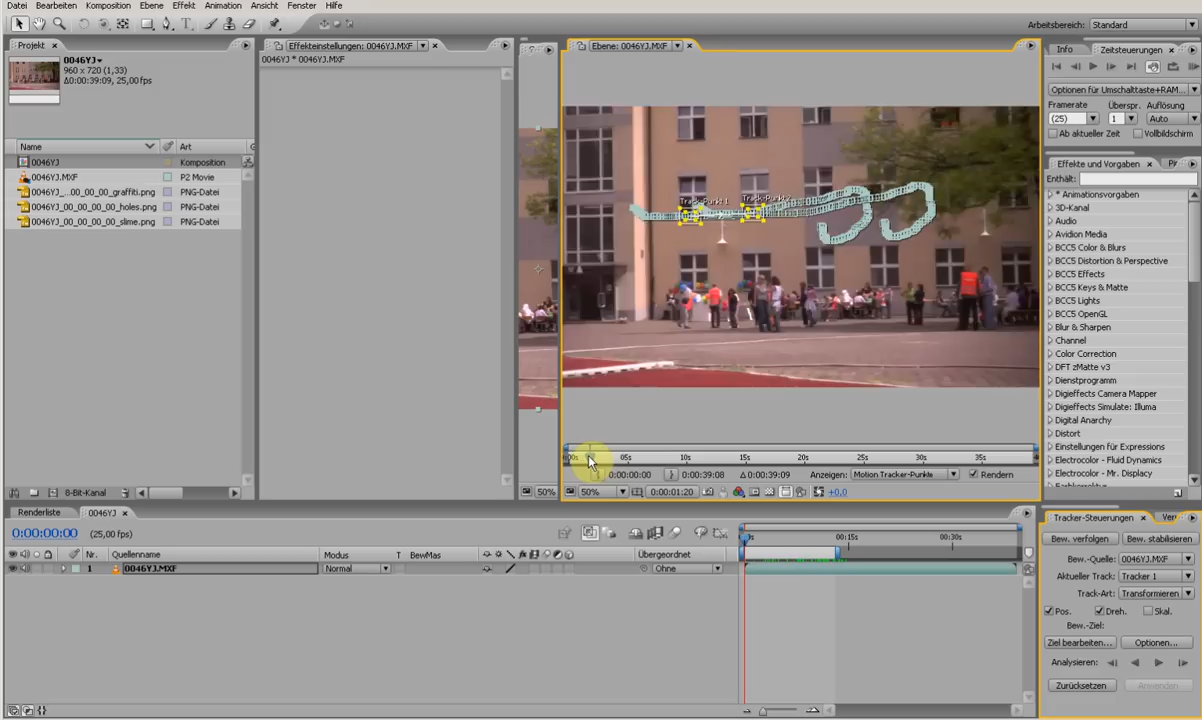 Datei Bearbeiten Komposition Ebene Effekt Animation Ansicht Fenster Hilfe
Arbeitsbereich: Standard
Projekt
0046YJ
960 x 720 (1,33)
Δ0:00:39:09, 25,00fps
Name Art
0046YJ Komposition
0046YJ.MXF P2 Movie
0046YJ_...00_00_00_graffiti.png PNG-Datei
0046YJ_00_00_00_holes.png PNG-Datei
0046YJ_00_00_00_slime.png PNG-Datei
8-Bit-Kanal
Effekteinstellungen: 0046YJ.MXF
0046YJ * 0046YJ.MXF
50%
Ebene: 0046YJ.MXF
Track-Punkt 1
Track-Punkt 2
05s 10s 15s 20s 25s 30s 35s
0:00:00:00 0:00:39:08 Δ0:00:39:09 Anzeigen: Motion Tracker-Punkte Rendern
50% 0:00:01:20 +0,0
Info Zeitsteuerungen
Optionen für Umschalttaste+RAM...
Framerate Überspr. Auflösung
(25) 1 Auto
Ab aktueller Zeit Vollbildschirm
Effekte und Vorgaben
Enthält:
* Animationsvorgaben
3D-Kanal
Audio
Avidion Media
BCC5 Color & Blurs
BCC5 Distortion & Perspective
BCC5 Effects
BCC5 Keys & Matte
BCC5 Lights
BCC5 OpenGL
Blur & Sharpen
Channel
Color Correction
DFT zMatte v3
Dienstprogramm
Digieffects Camera Mapper
Digieffects Simulate: Illuma
Digital Anarchy
Distort
Einstellungen für Expressions
Electrocolor - Flu. Dord
Electrocolor - Mr. Displacy
Renderliste 0046YJ
0:00:00:00 (25,00 fps)
00:15s 00:30s
Nr. Quellenname Modus T BewMas Übergeordnet
1 0046YJ.MXF Normal Ohne
Tracker-Steuerungen
Bew. verfolgen Bew. stabilisieren
Bew.-Quelle: 0046YJ.MXF
Aktueller Track: Tracker 1
Track-Art: Transformieren
Pos. Dreh. Skal.
Bew.-Ziel:
Ziel bearbeiten... Optionen...
Analysieren:
Zurücksetzen Anwenden